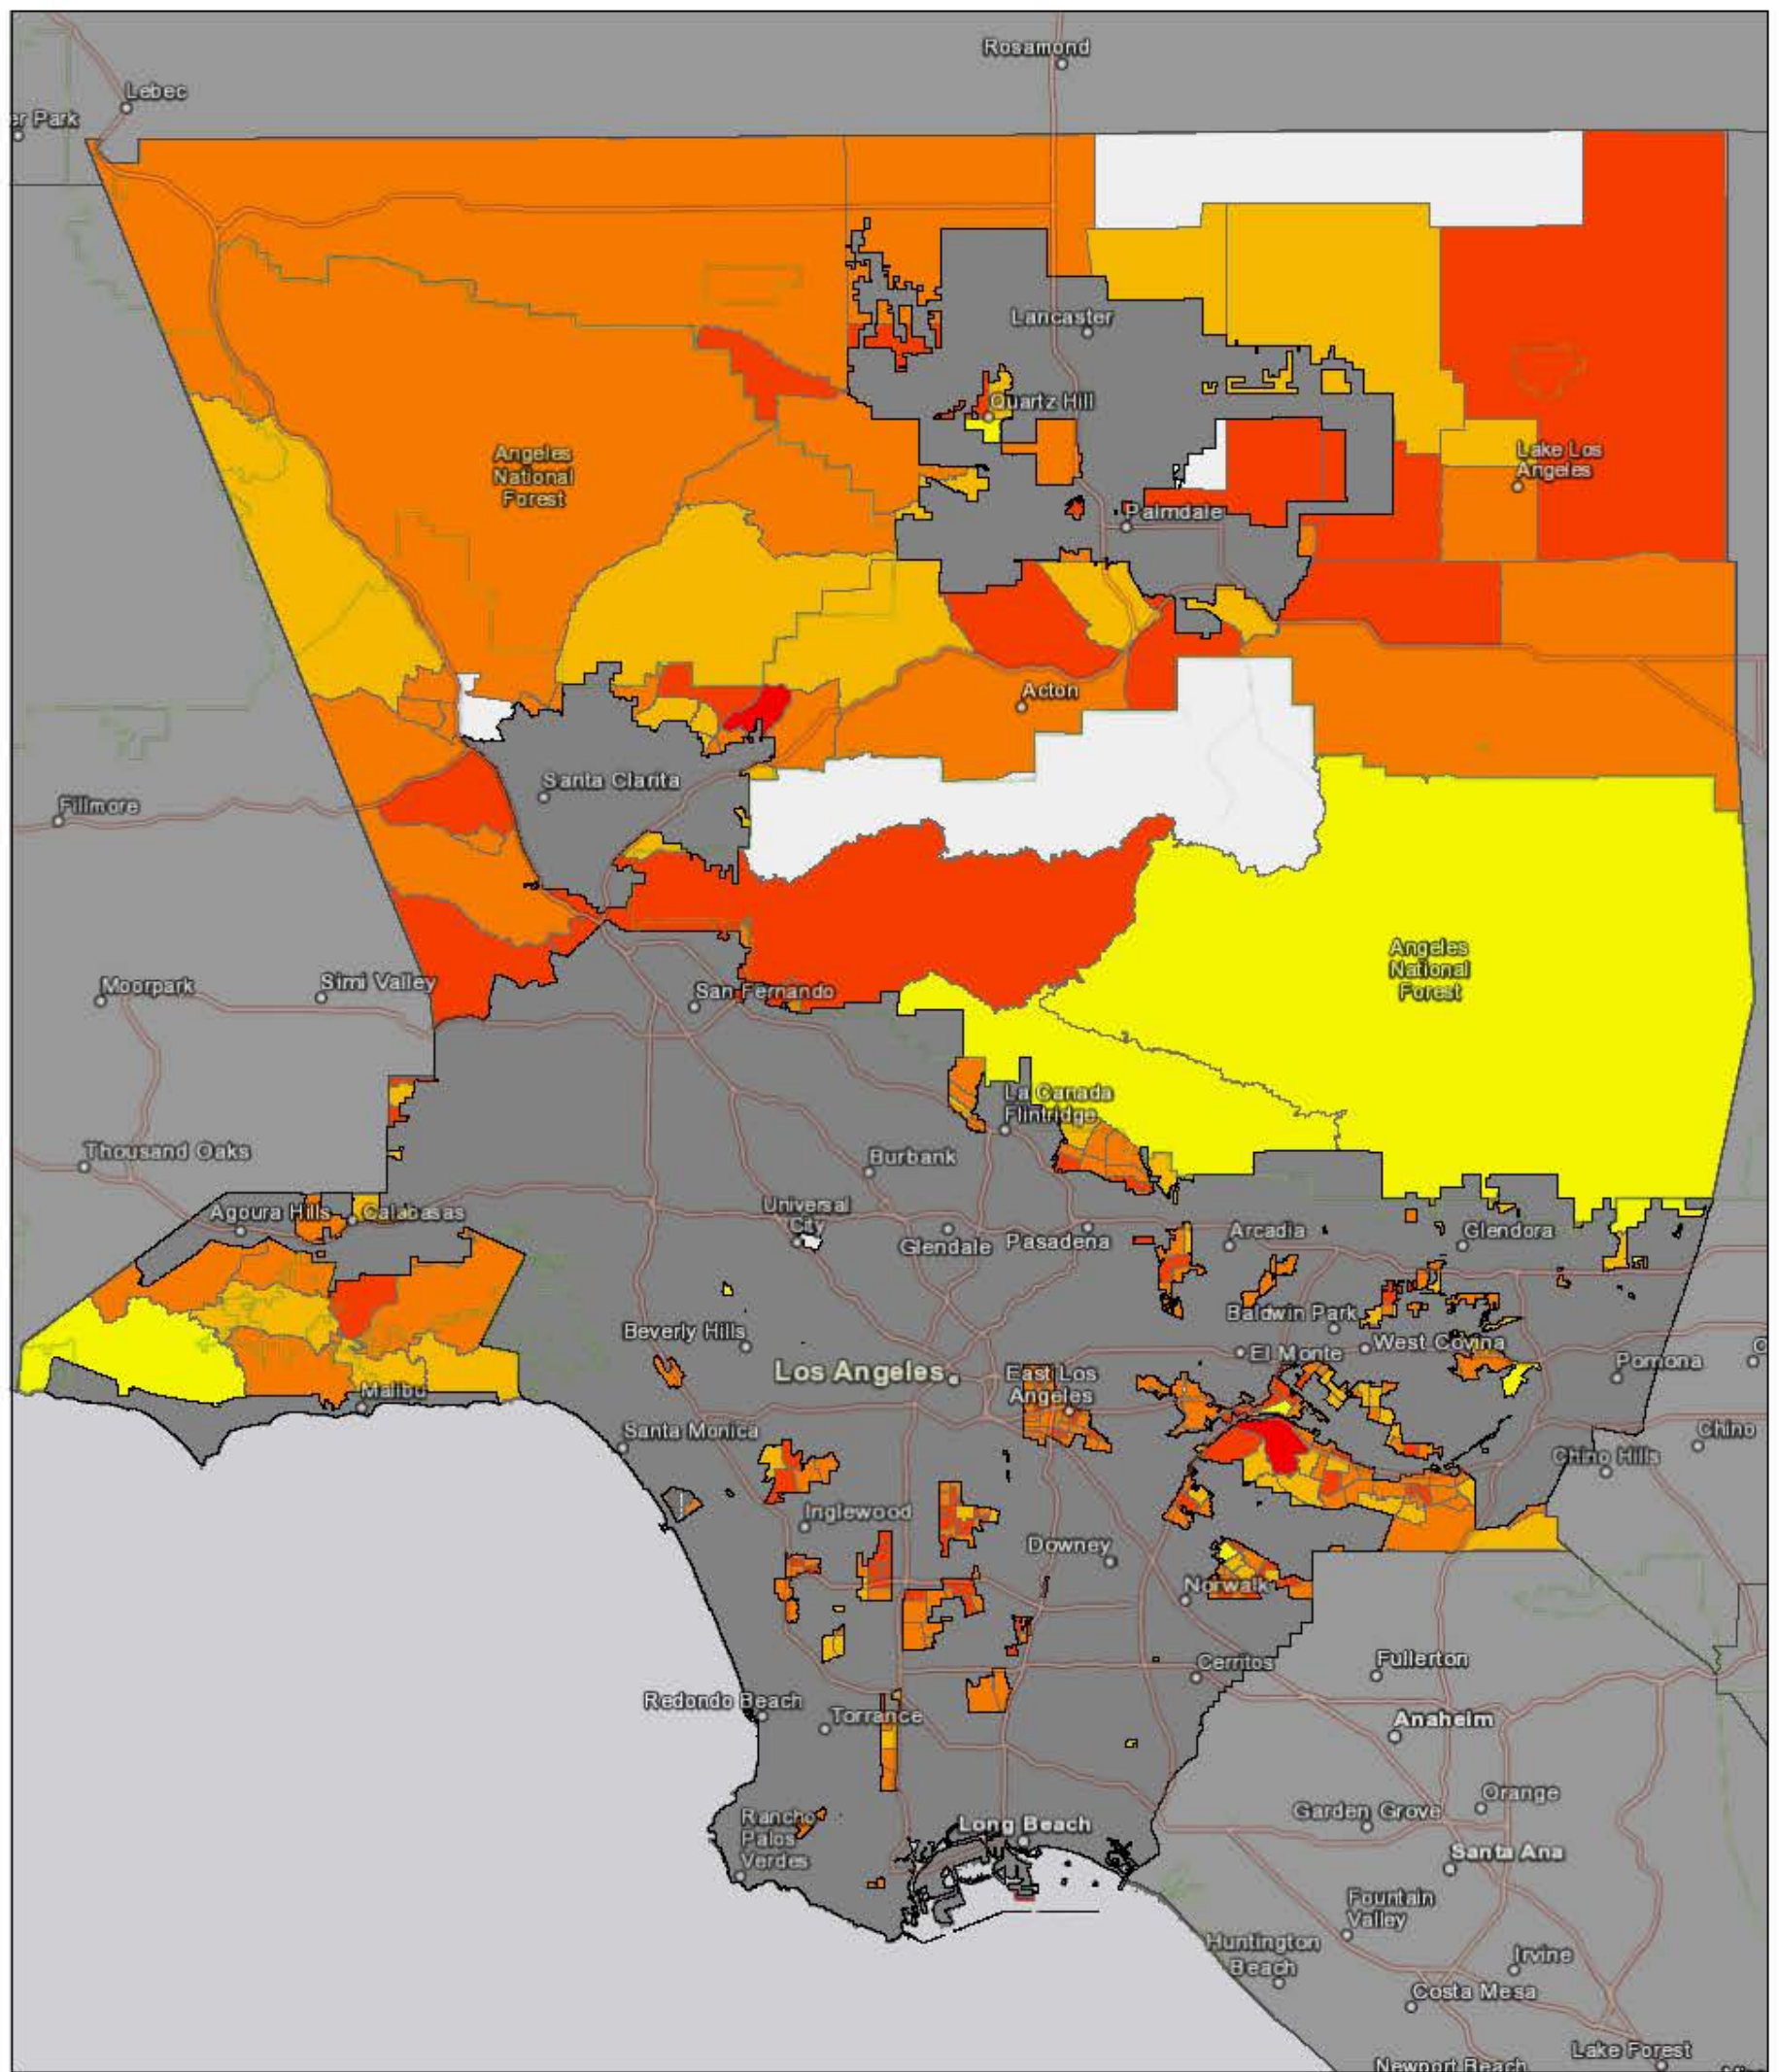 Rosamond
Lebec
er Park
Lancaster
Quartz Hill
Angeles
National
Forest
Lake Los
Angeles
Palmdale
Acton
Santa Clarita
Fillmore
Angeles
National
Forest
Moorpark
Simi Valley
San Fernando
La Canada
Flintridge
Thousand Oaks
Burbank
Agoura Hills
Calabasas
Universal
City
Glendale
Pasadena
Arcadia
Glendora
Baldwin Park
Beverly Hills
El Monte
West Covina
Los Angeles
East Los
Angeles
Pomona
Malibu
Santa Monica
Chino
Chino Hills
Inglewood
Downey
Norwalk
Cerritos
Fullerton
Redondo Beach
Torrance
Anaheim
Orange
Garden Grove
Rancho
Palos
Verdes
Long Beach
Santa Ana
Fountain
Valley
Huntington
Beach
Irvine
Costa Mesa
Lake Forest
Newport Beach